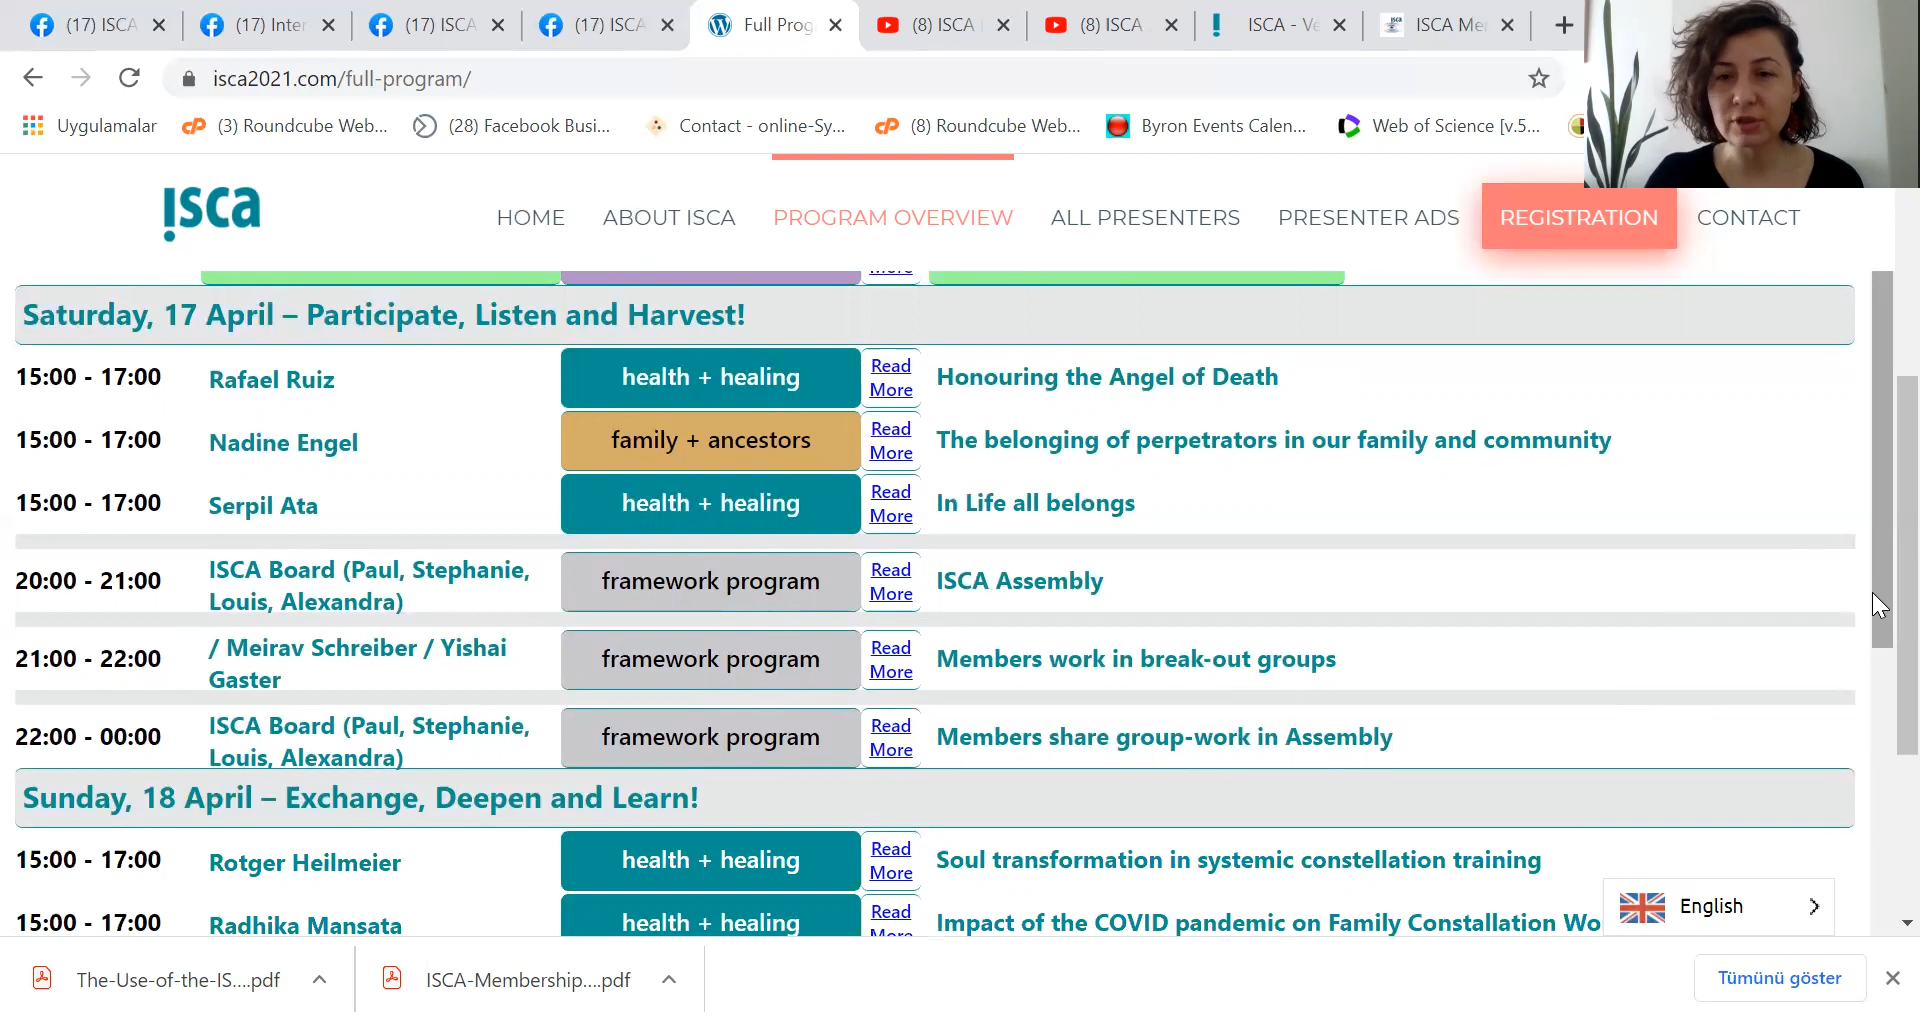 (17) ISCA
(17) Inter
(17) ISCA
(17) ISCA
Full Prog
(8) ISCA
(8) ISCA
ISCA - Ve
ISCA Me
isca2021.com/full-program/
Uygulamalar
(3) Roundcube Web...
(28) Facebook Busi...
Contact - online-Sy...
(8) Roundcube Web...
Byron Events Calen...
Web of Science [v.5...
isca
HOME
ABOUT ISCA
PROGRAM OVERVIEW
ALL PRESENTERS
PRESENTER ADS
REGISTRATION
CONTACT
More
Saturday, 17 April – Participate, Listen and Harvest!
15:00 - 17:00
Rafael Ruiz
health + healing
Read
More
Honouring the Angel of Death
15:00 - 17:00
Nadine Engel
family + ancestors
Read
More
The belonging of perpetrators in our family and community
15:00 - 17:00
Serpil Ata
health + healing
Read
More
In Life all belongs
20:00 - 21:00
ISCA Board (Paul, Stephanie,
Louis, Alexandra)
framework program
Read
More
ISCA Assembly
21:00 - 22:00
/ Meirav Schreiber / Yishai
Gaster
framework program
Read
More
Members work in break-out groups
22:00 - 00:00
ISCA Board (Paul, Stephanie,
Louis, Alexandra)
framework program
Read
More
Members share group-work in Assembly
Sunday, 18 April – Exchange, Deepen and Learn!
15:00 - 17:00
Rotger Heilmeier
health + healing
Read
More
Soul transformation in systemic constellation training
15:00 - 17:00
Radhika Mansata
health + healing
Read
More
Impact of the COVID pandemic on Family Constallation Wo
English
The-Use-of-the-IS....pdf
ISCA-Membership....pdf
Tümünü göster